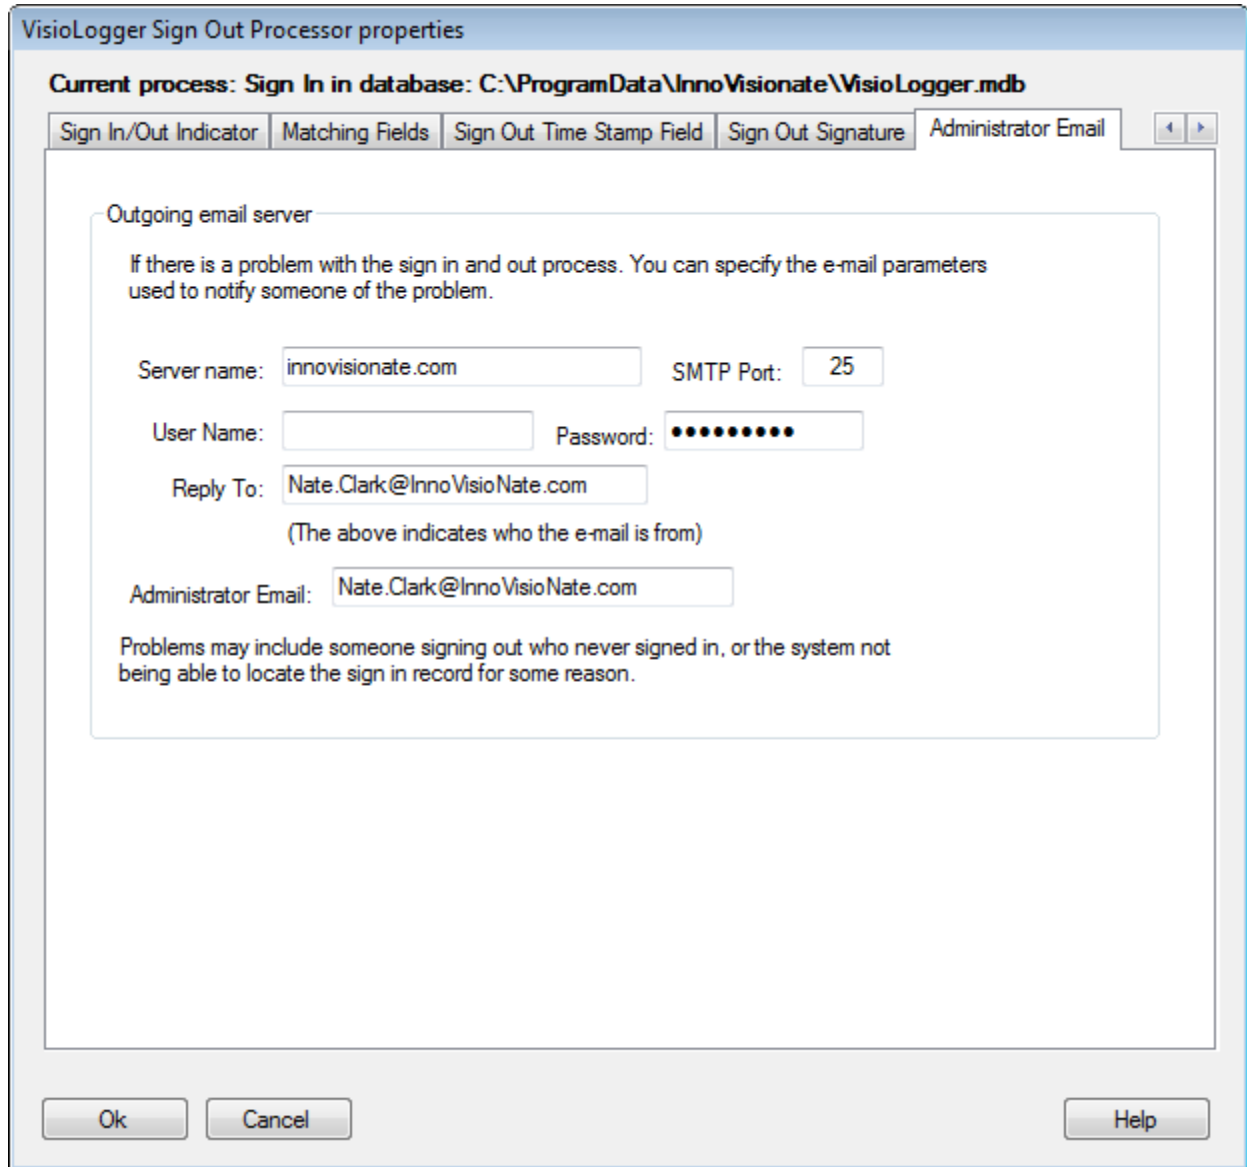 VisioLogger Sign Out Processor properties
Current process: Sign In in database: C:\ProgramData\InnoVisionate\VisioLogger.mdb
Sign In/Out Indicator Matching Fields Sign Out Time Stamp Field Sign Out Signature Administrator Email
Outgoing email server
If there is a problem with the sign in and out process. You can specify the e-mail parameters
used to notify someone of the problem.
Server name: innovisionate.com SMTP Port: 25
User Name: Password: ●●●●●●●●●
Reply To: Nate.Clark@InnoVisioNate.com
(The above indicates who the e-mail is from)
Administrator Email: Nate.Clark@InnoVisioNate.com
Problems may include someone signing out who never signed in, or the system not
being able to locate the sign in record for some reason.
Ok Cancel Help